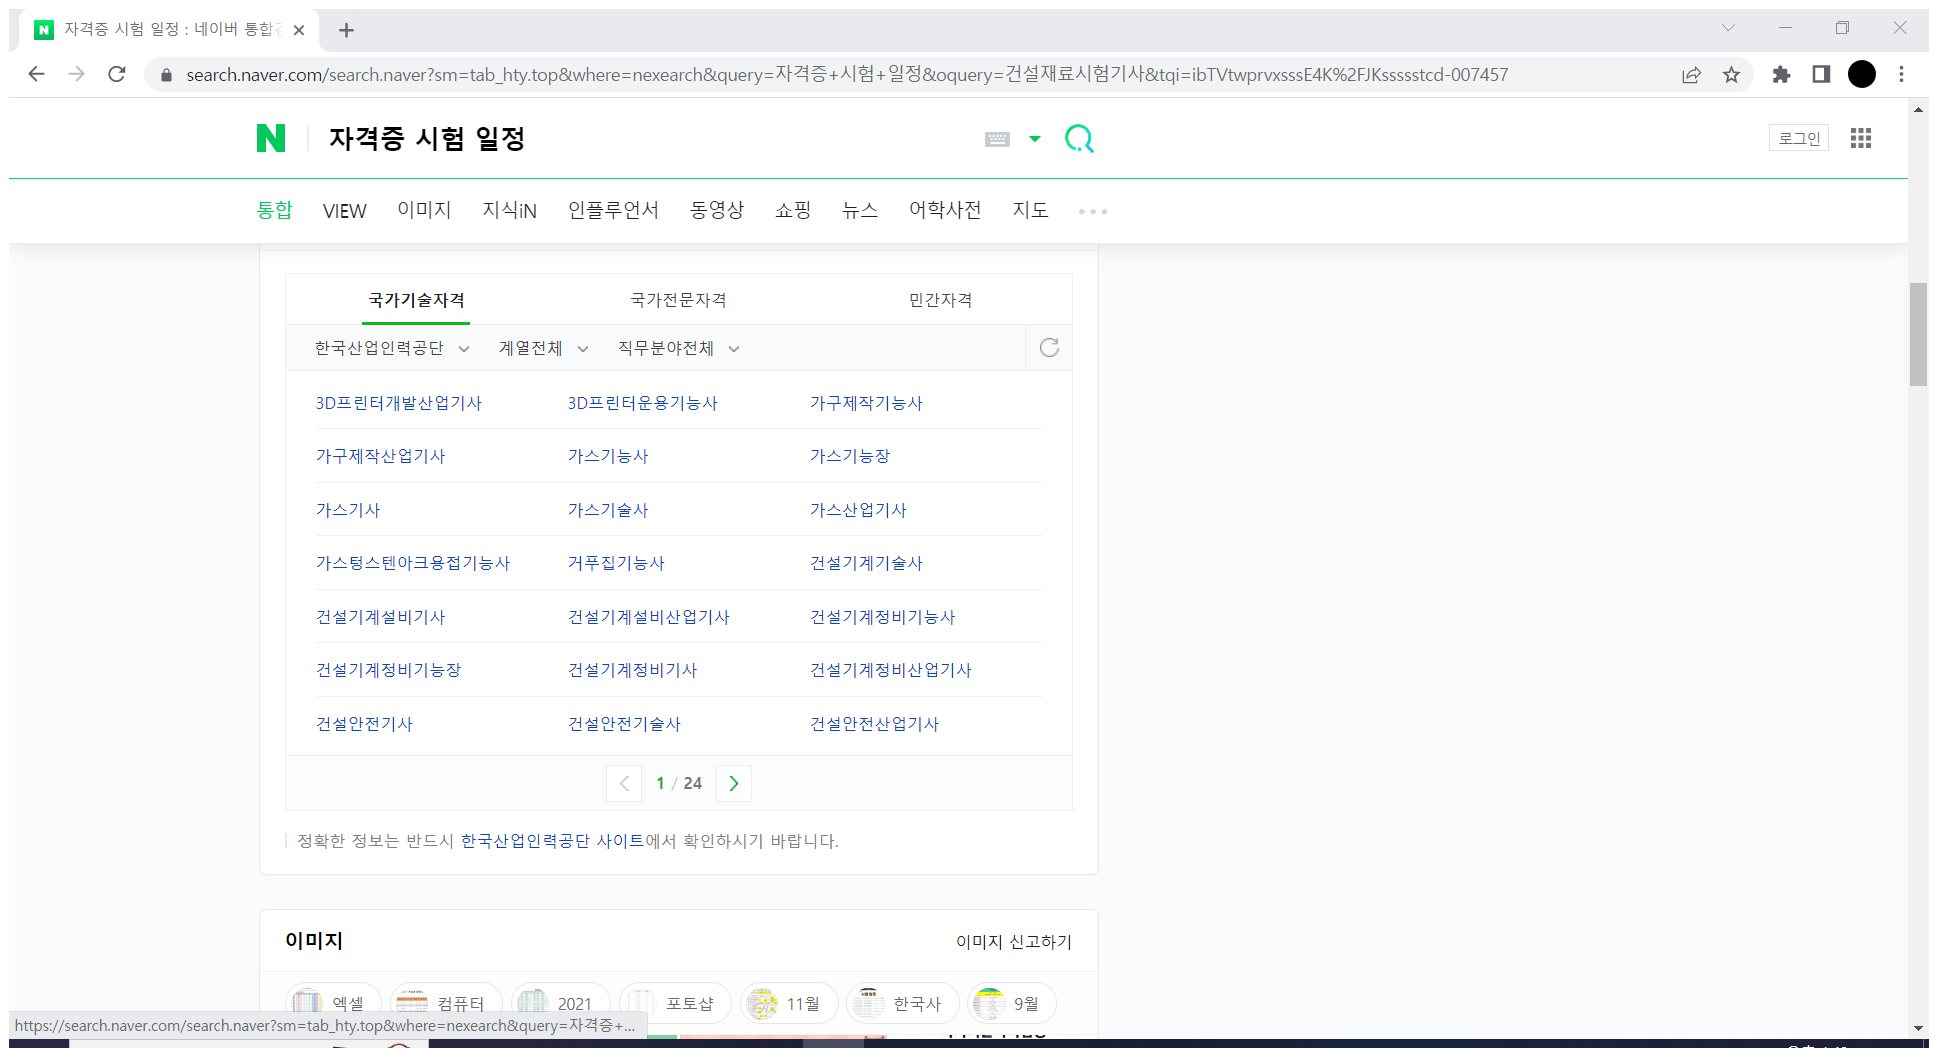 자격증 시험 일정 : 네이버 통합
search.naver.com/search.naver?sm=tab_hty.top&where=nexearch&query=자격증+시험+일정&oquery=건설재료시험기사&tqi=ibTVtwprvxsssE4K%2FJKssssstcd-007457
N 자격증 시험 일정
로그인
통합 VIEW 이미지 지식iN 인플루언서 동영상 쇼핑 뉴스 어학사전 지도
국가기술자격 국가전문자격 민간자격
한국산업인력공단 계열전체 직무분야전체
3D프린터개발산업기사 3D프린터운용기능사 가구제작기능사
가구제작산업기사 가스기능사 가스기능장
가스기사 가스기술사 가스산업기사
가스텅스텐아크용접기능사 거푸집기능사 건설기계기술사
건설기계설비기사 건설기계설비산업기사 건설기계정비기능사
건설기계정비기능장 건설기계정비기사 건설기계정비산업기사
건설안전기사 건설안전기술사 건설안전산업기사
1 / 24
정확한 정보는 반드시 한국산업인력공단 사이트에서 확인하시기 바랍니다.
이미지 이미지 신고하기
엑셀 컴퓨터 2021 포토샵 11월 한국사 9월
https://search.naver.com/search.naver?sm=tab_hty.top&where=nexearch&query=자격증+...